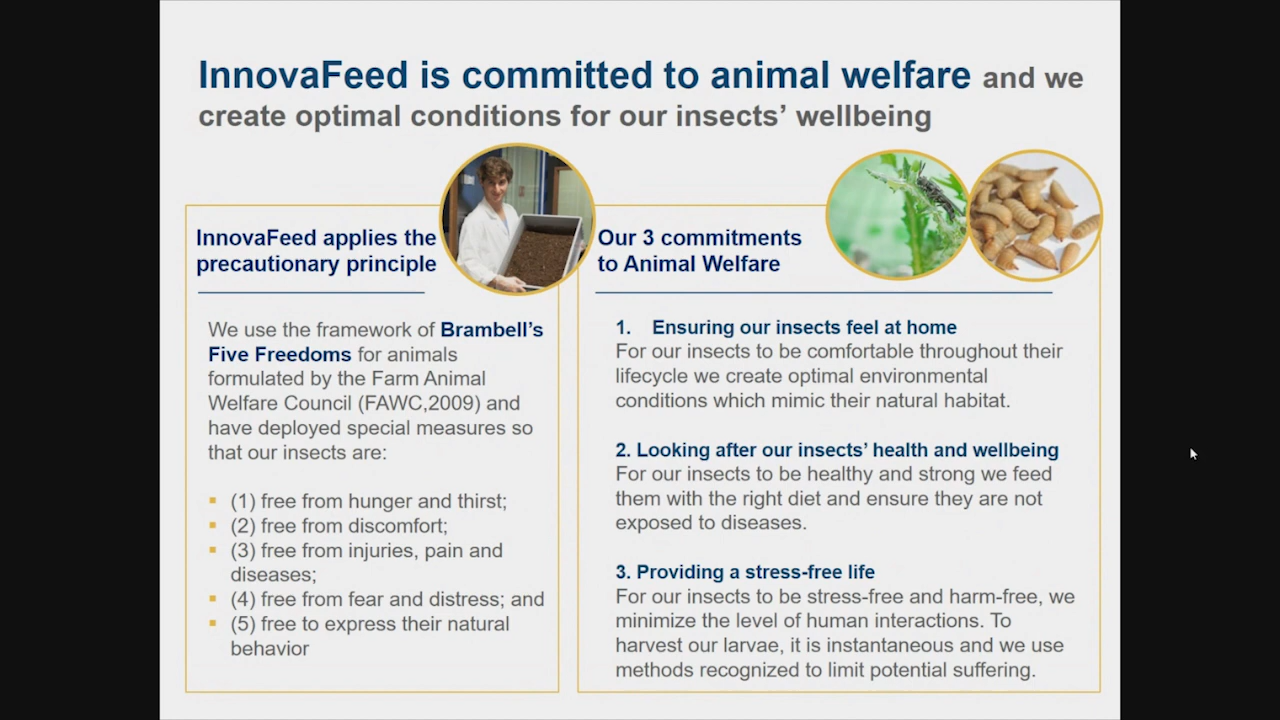 InnovaFeed is committed to animal welfare and we
create optimal conditions for our insects’ wellbeing
InnovaFeed applies the
precautionary principle
We use the framework of Brambell’s
Five Freedoms for animals
formulated by the Farm Animal
Welfare Council (FAWC,2009) and
have deployed special measures so
that our insects are:
▪ (1) free from hunger and thirst;
▪ (2) free from discomfort;
▪ (3) free from injuries, pain and
diseases;
▪ (4) free from fear and distress; and
▪ (5) free to express their natural
behavior
Our 3 commitments
to Animal Welfare
1. Ensuring our insects feel at home
For our insects to be comfortable throughout their
lifecycle we create optimal environmental
conditions which mimic their natural habitat.
2. Looking after our insects’ health and wellbeing
For our insects to be healthy and strong we feed
them with the right diet and ensure they are not
exposed to diseases.
3. Providing a stress-free life
For our insects to be stress-free and harm-free, we
minimize the level of human interactions. To
harvest our larvae, it is instantaneous and we use
methods recognized to limit potential suffering.